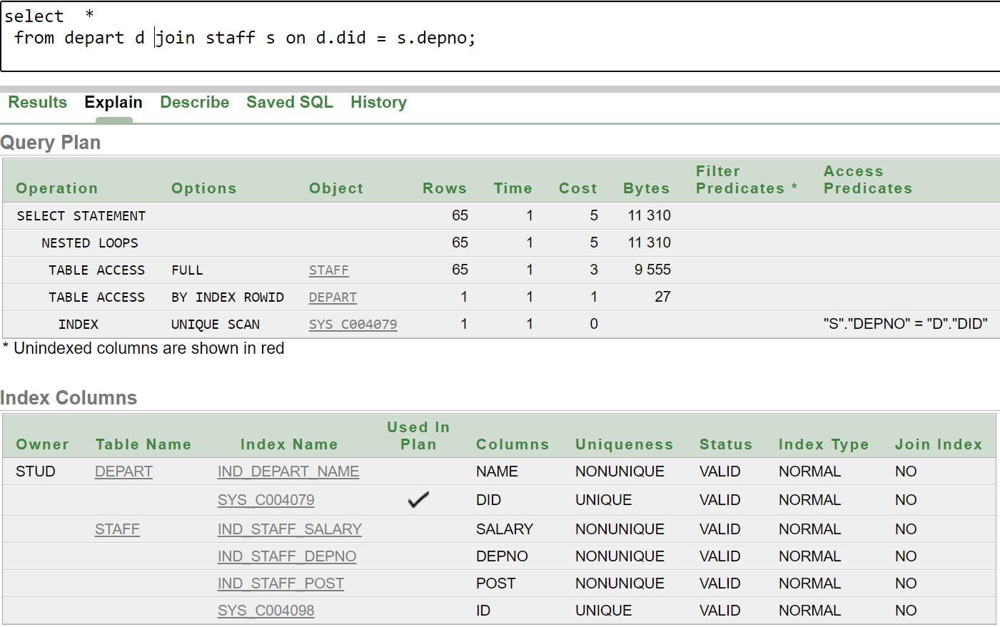 select  *
 from depart d join staff s on d.did = s.depno;
Results Explain Describe Saved SQL History
Query Plan
Operation Options Object Rows Time Cost Bytes Filter Predicates * Access Predicates
SELECT STATEMENT 65 1 5 11 310
NESTED LOOPS 65 1 5 11 310
TABLE ACCESS FULL STAFF 65 1 3 9 555
TABLE ACCESS BY INDEX ROWID DEPART 1 1 1 27
INDEX UNIQUE SCAN SYS_C004079 1 1 0 "S"."DEPNO" = "D"."DID"
* Unindexed columns are shown in red
Index Columns
Owner Table Name Index Name Used In Plan Columns Uniqueness Status Index Type Join Index
STUD DEPART IND_DEPART_NAME NAME NONUNIQUE VALID NORMAL NO
SYS_C004079 DID UNIQUE VALID NORMAL NO
STAFF IND_STAFF_SALARY SALARY NONUNIQUE VALID NORMAL NO
IND_STAFF_DEPNO DEPNO NONUNIQUE VALID NORMAL NO
IND_STAFF_POST POST NONUNIQUE VALID NORMAL NO
SYS_C004098 ID UNIQUE VALID NORMAL NO